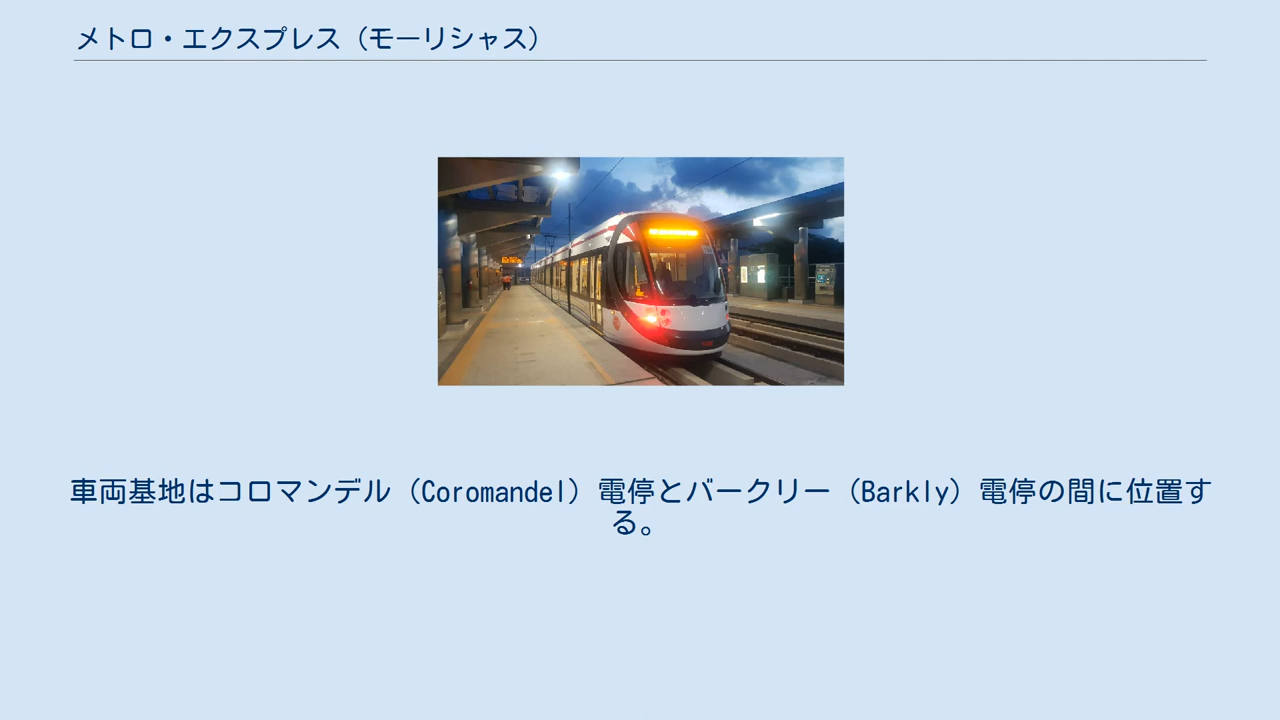 メトロ・エクスプレス（モーリシャス）
車両基地はコロマンデル（Coromandel）電停とバークリー（Barkly）電停の間に位置す
る。